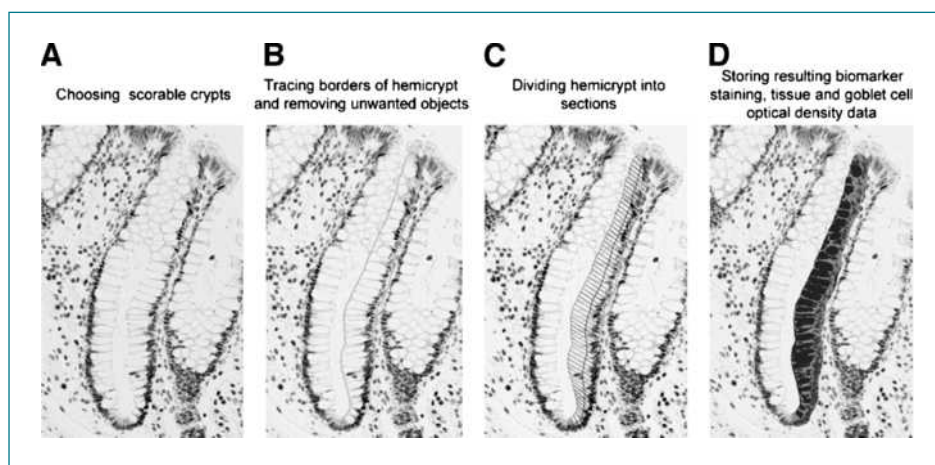 A
Choosing scorable crypts
B
Tracing borders of hemicrypt
and removing unwanted objects
C
Dividing hemicrypt into
sections
D
Storing resulting biomarker
staining, tissue and goblet cell
optical density data